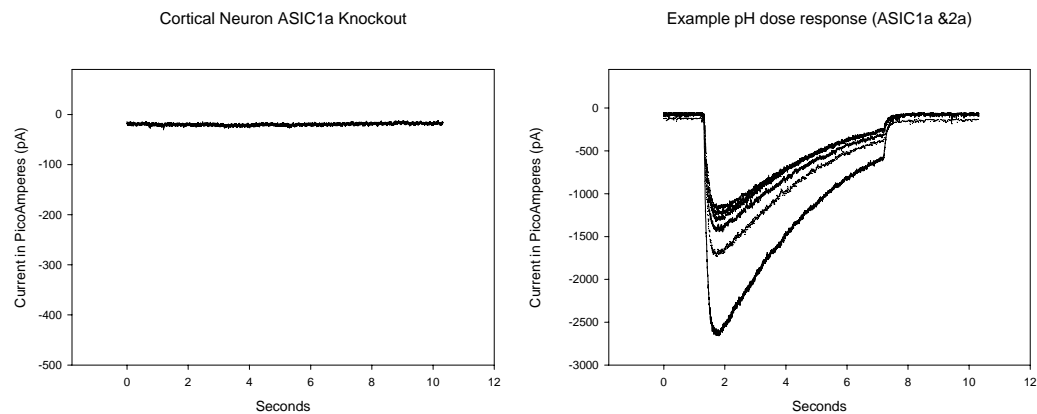 Cortical Neuron ASIC1a Knockout
Current in PicoAmperes (pA)
0
-100
-200
-300
-400
-500
0 2 4 6 8 10 12
Seconds
Example pH dose response (ASIC1a &2a)
Current in PicoAmperes (pA)
0
-500
-1000
-1500
-2000
-2500
-3000
0 2 4 6 8 10 12
Seconds